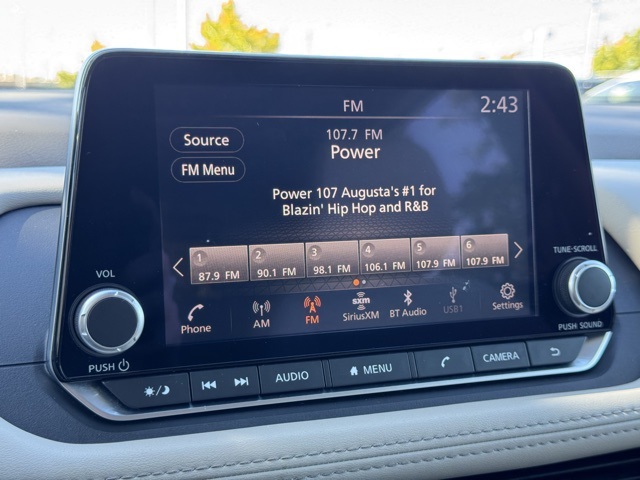 FM
2:43
Source
107.7 FM
Power
FM Menu
Power 107 Augusta's #1 for
Blazin' Hip Hop and R&B
1 2 3 4 5 6
87.9 FM 90.1 FM 98.1 FM 106.1 FM 107.9 FM 107.9 FM
Phone AM FM sxm SiriusXM BT Audio USB1 Settings
VOL
PUSH
TUNE·SCROLL
PUSH SOUND
AUDIO MENU CAMERA